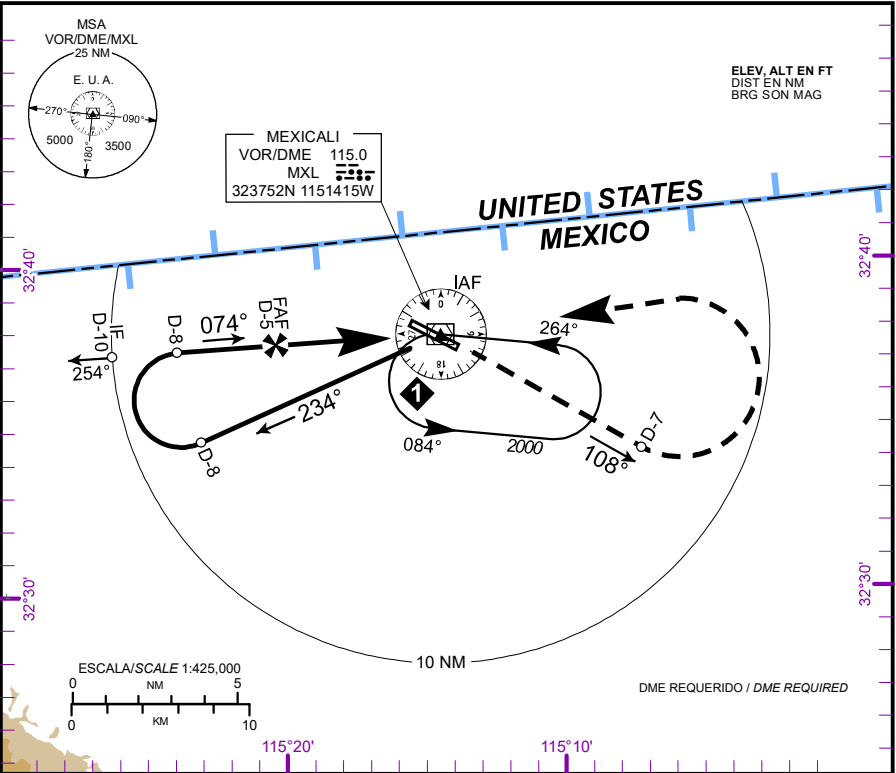 MSA
VOR/DME/MXL
25 NM
E. U. A.
270°
090°
5000
3500
180°
ELEV, ALT EN FT
DIST EN NM
BRG SON MAG
MEXICALI
VOR/DME 115.0
MXL
323752N 1151415W
UNITED STATES
MEXICO
32°40'
32°40'
IAF
0
9
18
27
IF
D-10
254°
D-8
074°
FAF
D-5
264°
1
234°
D-8
084°
2000
108°
D-7
32°30'
32°30'
10 NM
ESCALA/SCALE 1:425,000
0 NM 5
0 KM 10
DME REQUERIDO / DME REQUIRED
115°20'
115°10'